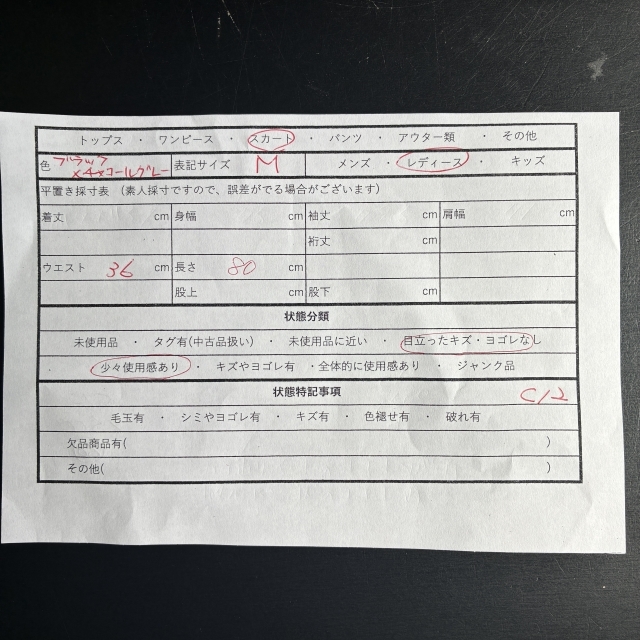 トップス ・ ワンピース ・ スカート ・ パンツ ・ アウター類 ・ その他
色 ブラック ×チャコールグレー 表記サイズ M メンズ ・ レディース ・ キッズ
平置き採寸表 (素人採寸ですので、誤差がでる場合がございます)
着丈 cm 身幅 cm 袖丈 cm 肩幅 cm
裄丈 cm
ウエスト 36 cm 長さ 80 cm
股上 cm 股下 cm
状態分類
未使用品 ・ タグ有(中古品扱い) ・ 未使用品に近い ・ 目立ったキズ・ヨゴレなし
・ 少々使用感あり ・ キズやヨゴレ有 ・全体的に使用感あり ・ ジャンク品
状態特記事項 C12
毛玉有 ・ シミやヨゴレ有 ・ キズ有 ・ 色褪せ有 ・ 破れ有
欠品商品有( )
その他( )